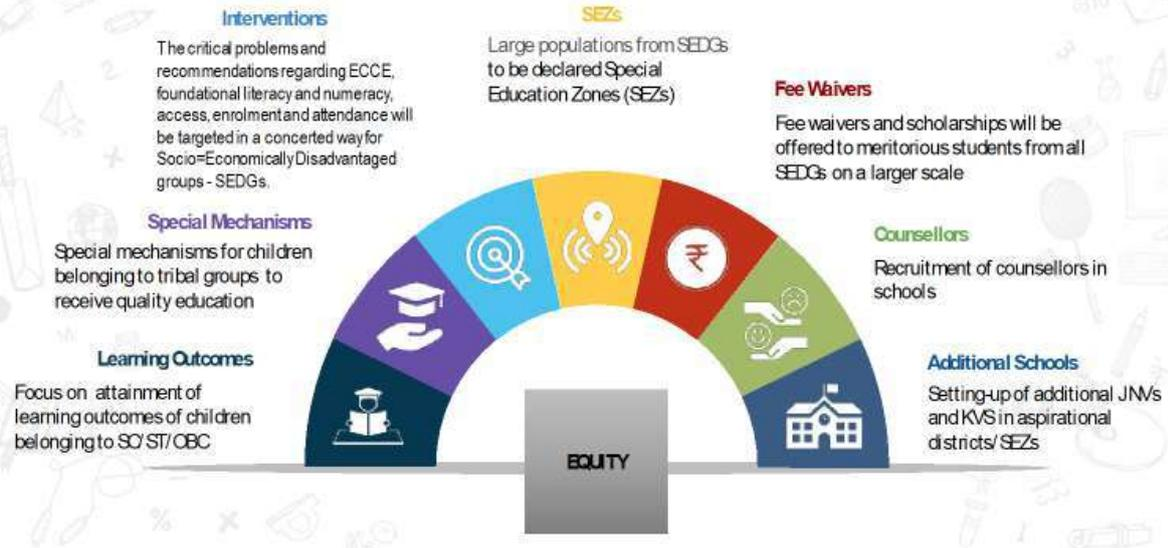 Interventions
The critical problems and
recommendations regarding ECCE,
foundational literacy and numeracy,
access, enrolment and attendance will
be targeted in a concerted way for
Socio=Economically Disadvantaged
groups - SEDGs.
SEZs
Large populations from SEDGs
to be declared Special
Education Zones (SEZs)
Fee Waivers
Fee waivers and scholarships will be
offered to meritorious students from all
SEDGs on a larger scale
Special Mechanisms
Special mechanisms for children
belonging to tribal groups to
receive quality education
Counsellors
Recruitment of counsellors in
schools
Learning Outcomes
Focus on attainment of
learning outcomes of children
belonging to SC/ST/OBC
Additional Schools
Setting-up of additional JNVs
and KVS in aspirational
districts/SEZs
₹
EQUITY